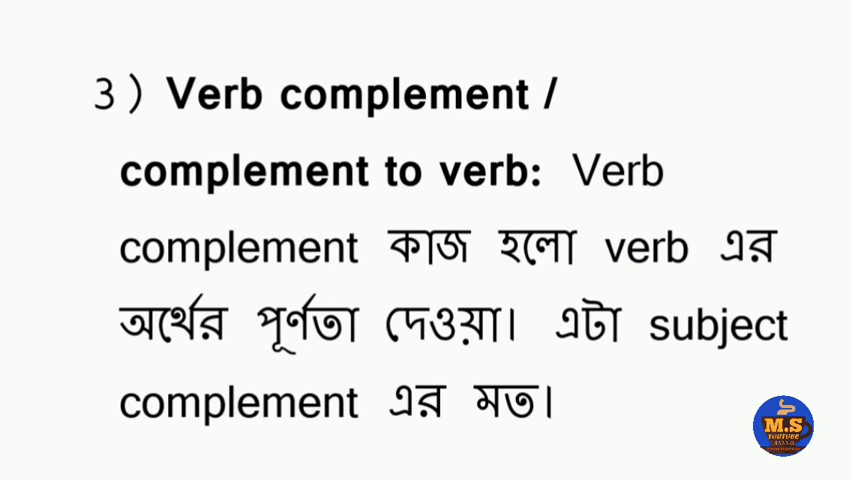 3) Verb complement /
complement to verb: Verb
complement কাজ হলো verb এর
অর্থের পূর্ণতা দেওয়া। এটা subject
complement এর মত।
M.S
YOUTUBE